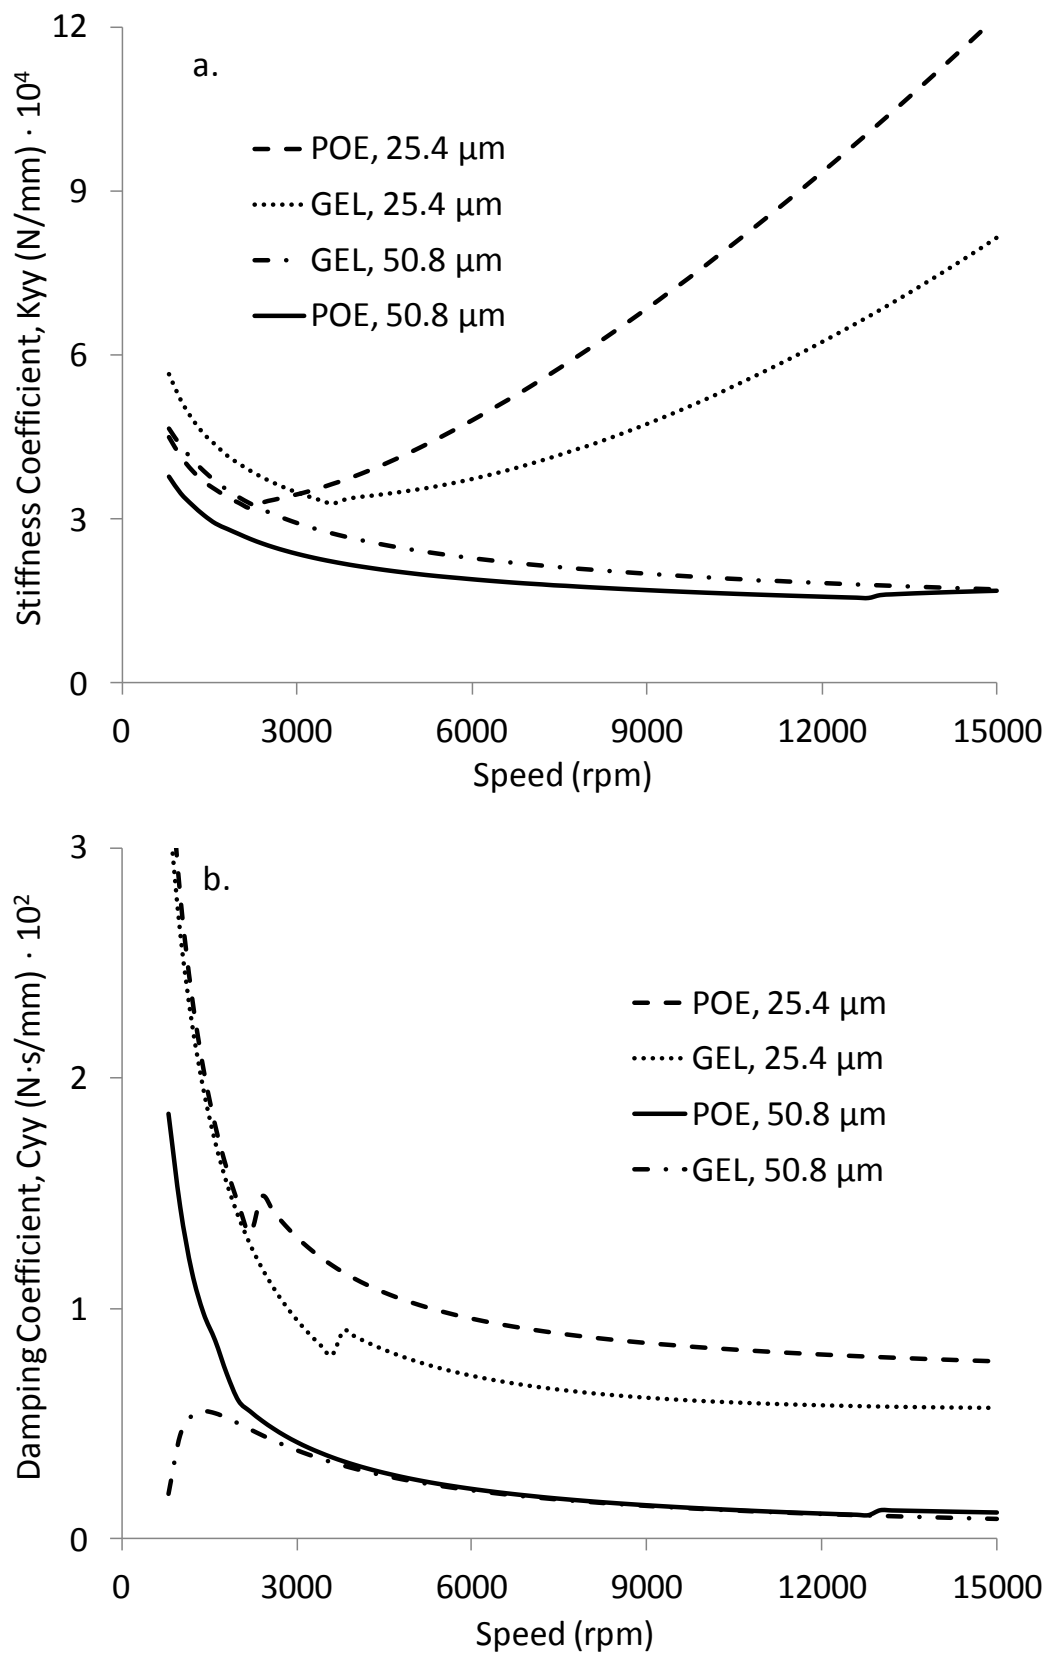 12
a.
POE, 25.4 µm
GEL, 25.4 µm
GEL, 50.8 µm
POE, 50.8 µm
9
6
3
0
Stiffness Coefficient, Kyy (N/mm) · 10⁴
0 3000 6000 9000 12000 15000
Speed (rpm)
3
b.
POE, 25.4 µm
GEL, 25.4 µm
POE, 50.8 µm
GEL, 50.8 µm
2
1
0
Damping Coefficient, Cyy (N·s/mm) · 10²
0 3000 6000 9000 12000 15000
Speed (rpm)